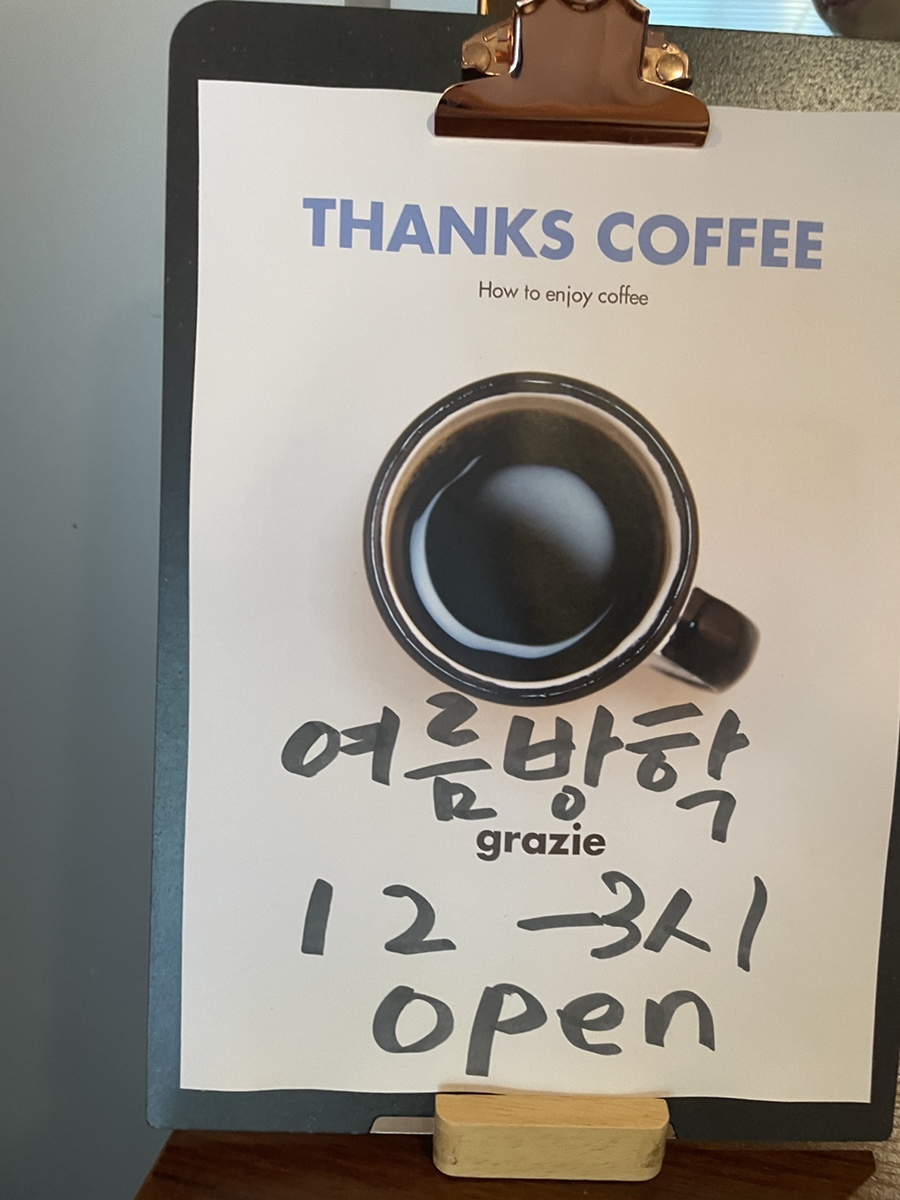 THANKS COFFEE
How to enjoy coffee
여름방학
grazie
12-3시
open